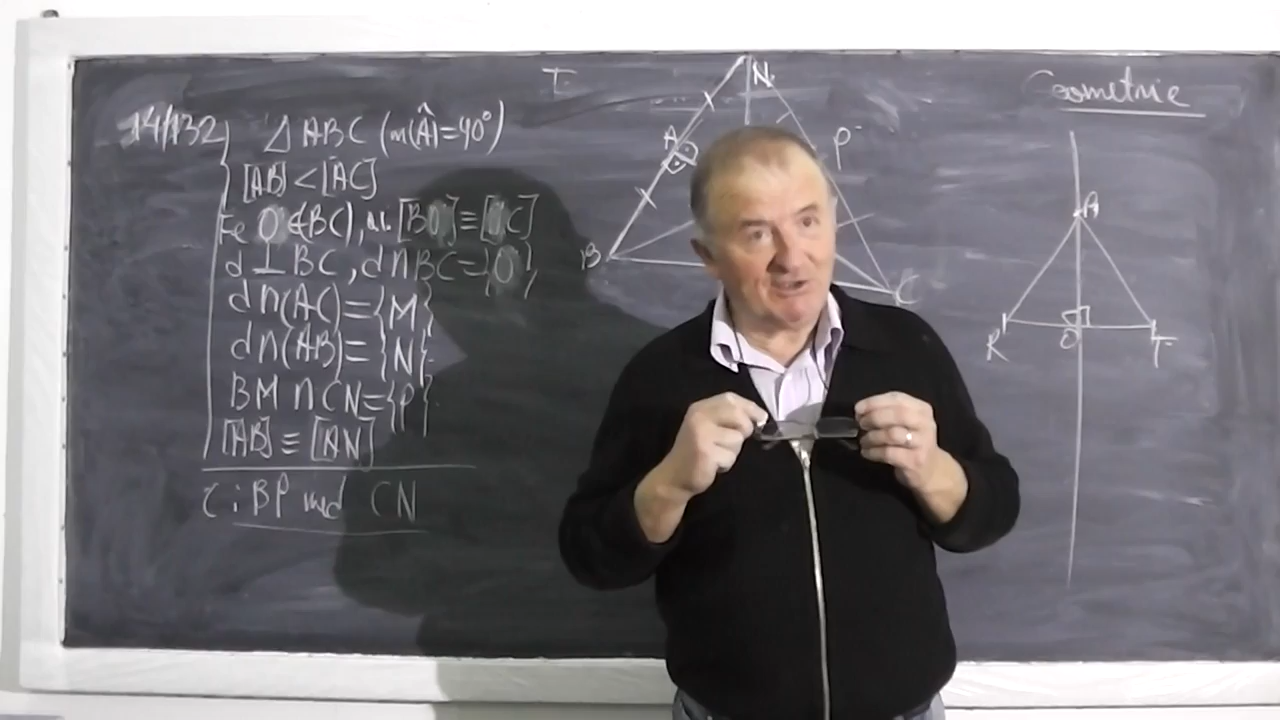 14/132
Δ ABC (m(Â)=90°)
[AB] < [AC]
Fie O ∈ (BC), a.î. [BO] ≡ [OC]
d ⊥ BC, d ∩ BC = {O}
d ∩ (AC) = {M}
d ∩ (AB) = {N}
BM ∩ CN = {P}
[AB] ≡ [AN]
C: BP med CN
I.
N
A
P
B
C
Geometrie
A
R
O
T